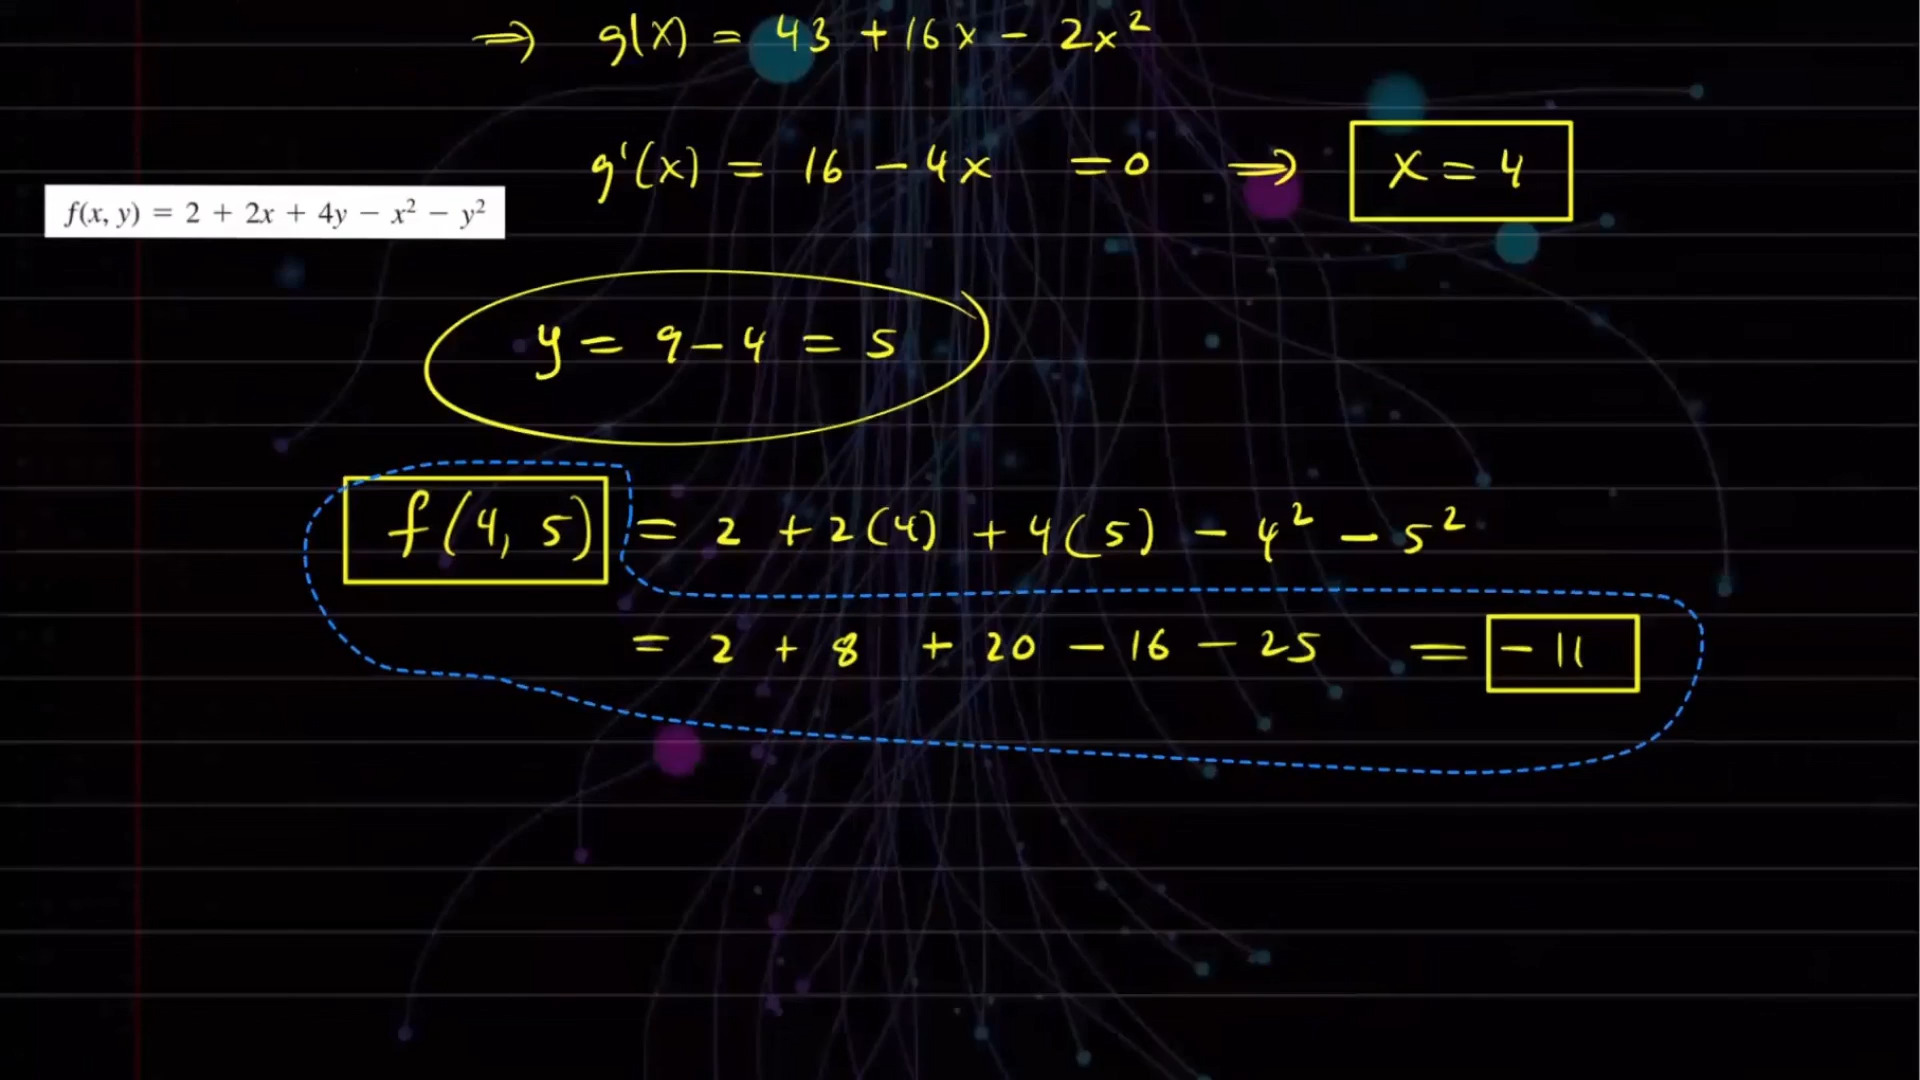 ⇒ g(x) = 43 + 16x - 2x²
g'(x) = 16 - 4x = 0 ⇒ x = 4
f(x, y) = 2 + 2x + 4y − x² − y²
y = 9 - 4 = 5
f(4, 5) = 2 + 2(4) + 4(5) - 4² - 5²
= 2 + 8 + 20 - 16 - 25 = -11